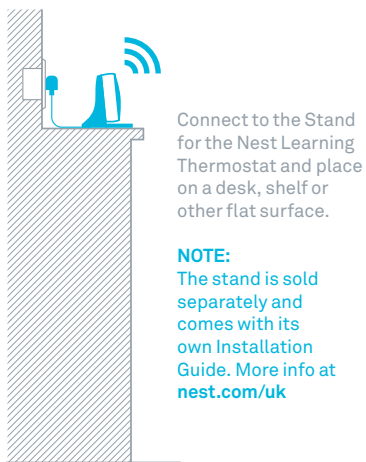 Connect to the Stand
for the Nest Learning
Thermostat and place
on a desk, shelf or
other flat surface.
NOTE:
The stand is sold
separately and
comes with its
own Installation
Guide. More info at
nest.com/uk